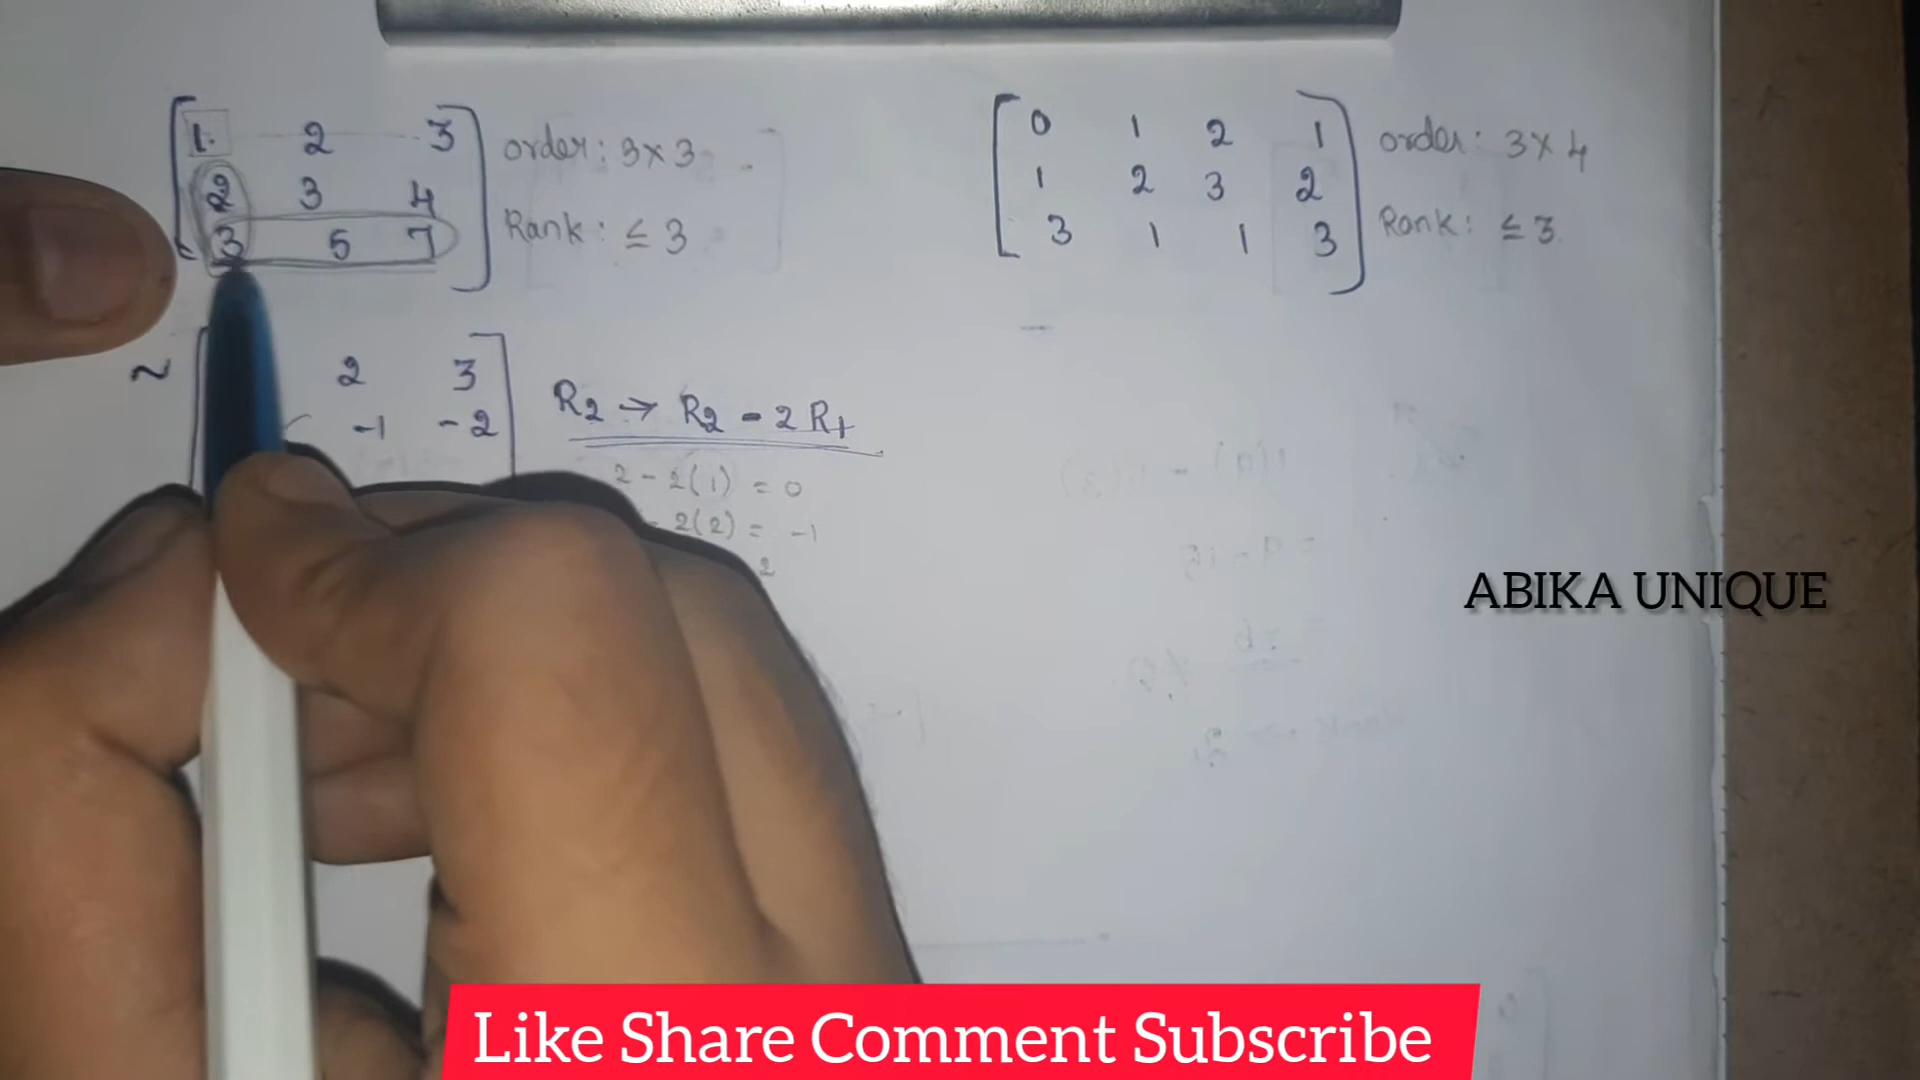 1. 2 3
2 3 4
3 5 7
order: 3×3
Rank: ≤ 3
~ 2 3
-1 -2
R2 → R2 - 2R1
2 - 2(1) = 0
- 2(2) = -1
2
0 1 2 1
1 2 3 2
3 1 1 3
order: 3×4
Rank: ≤ 3.
ABIKA UNIQUE
Like Share Comment Subscribe